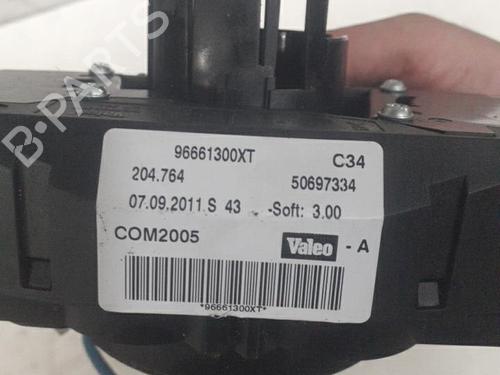 B-PARTS
96661300XT C34
204.764 50697334
07.09.2011 S 43 -Soft: 3.00
COM2005 Valeo - A
*96661300XT*